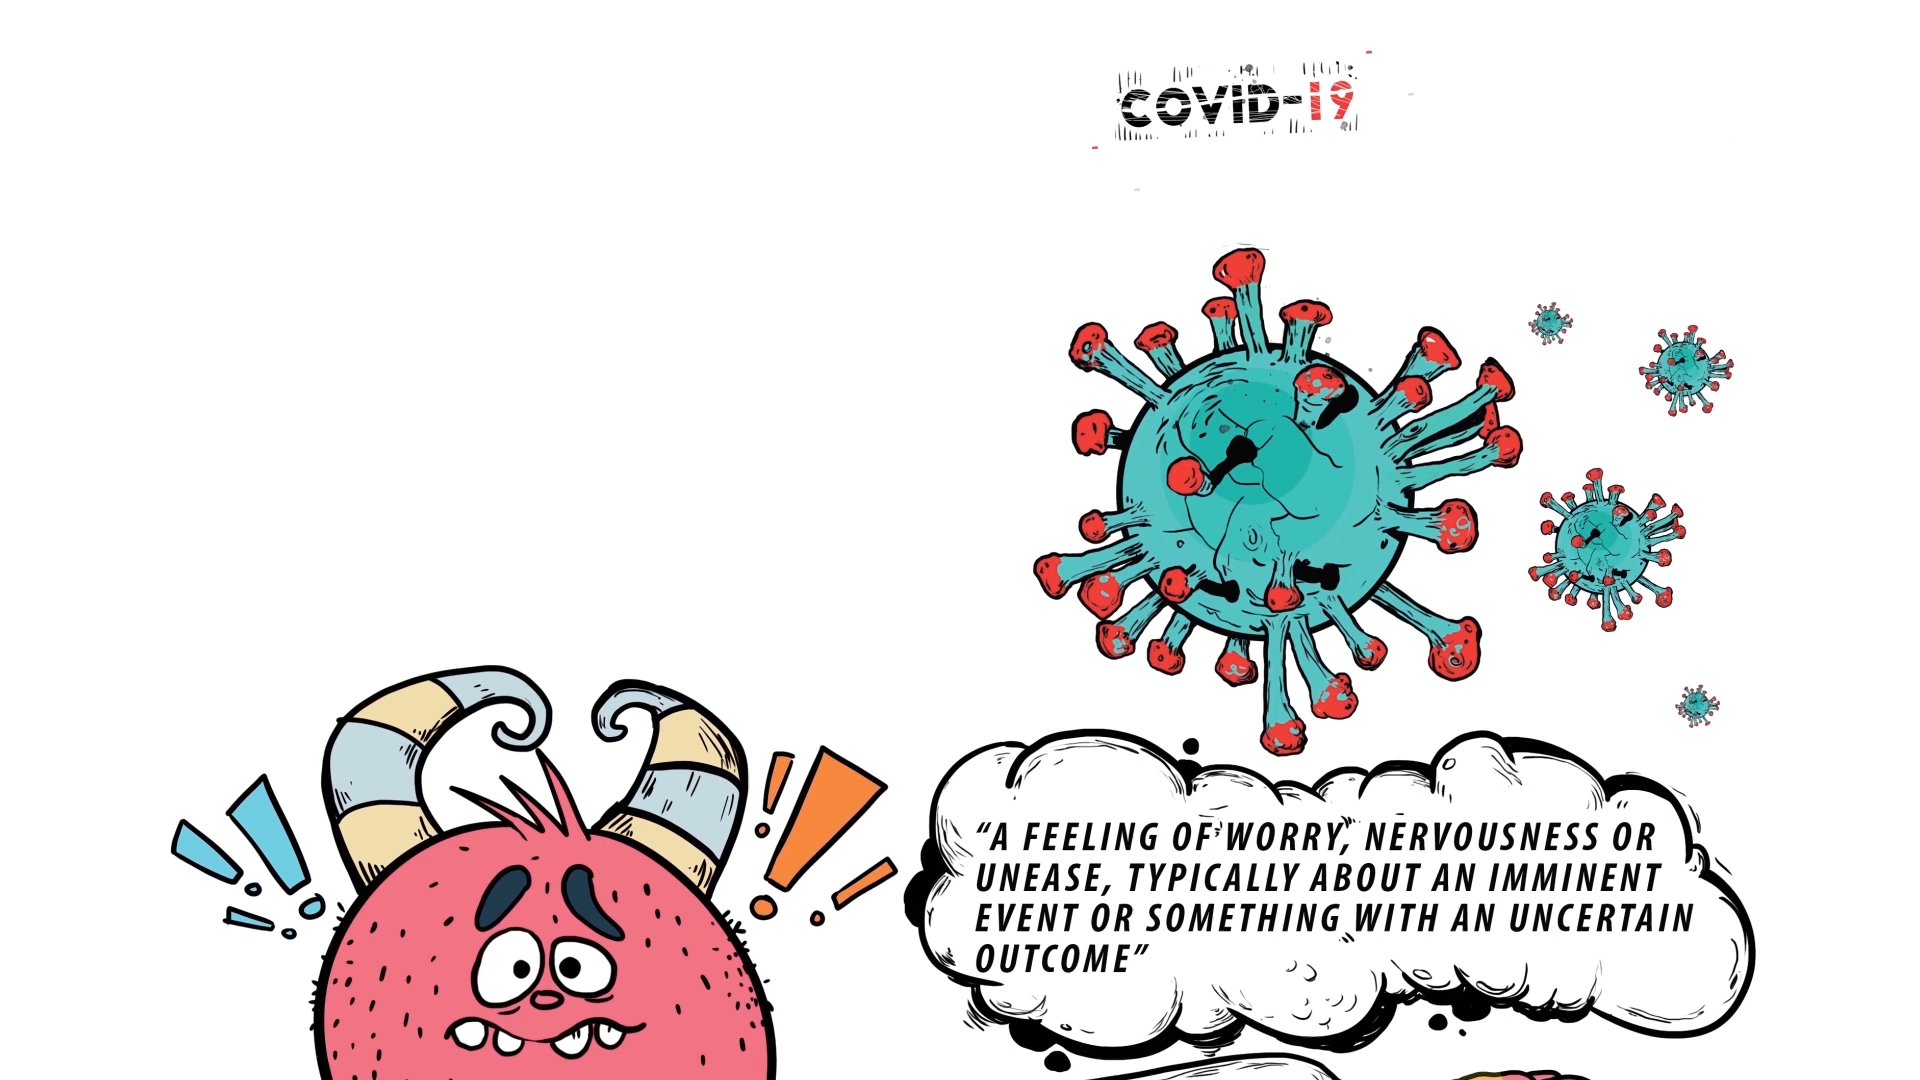 COVID-19
“A FEELING OF WORRY, NERVOUSNESS OR
UNEASE, TYPICALLY ABOUT AN IMMINENT
EVENT OR SOMETHING WITH AN UNCERTAIN
OUTCOME”